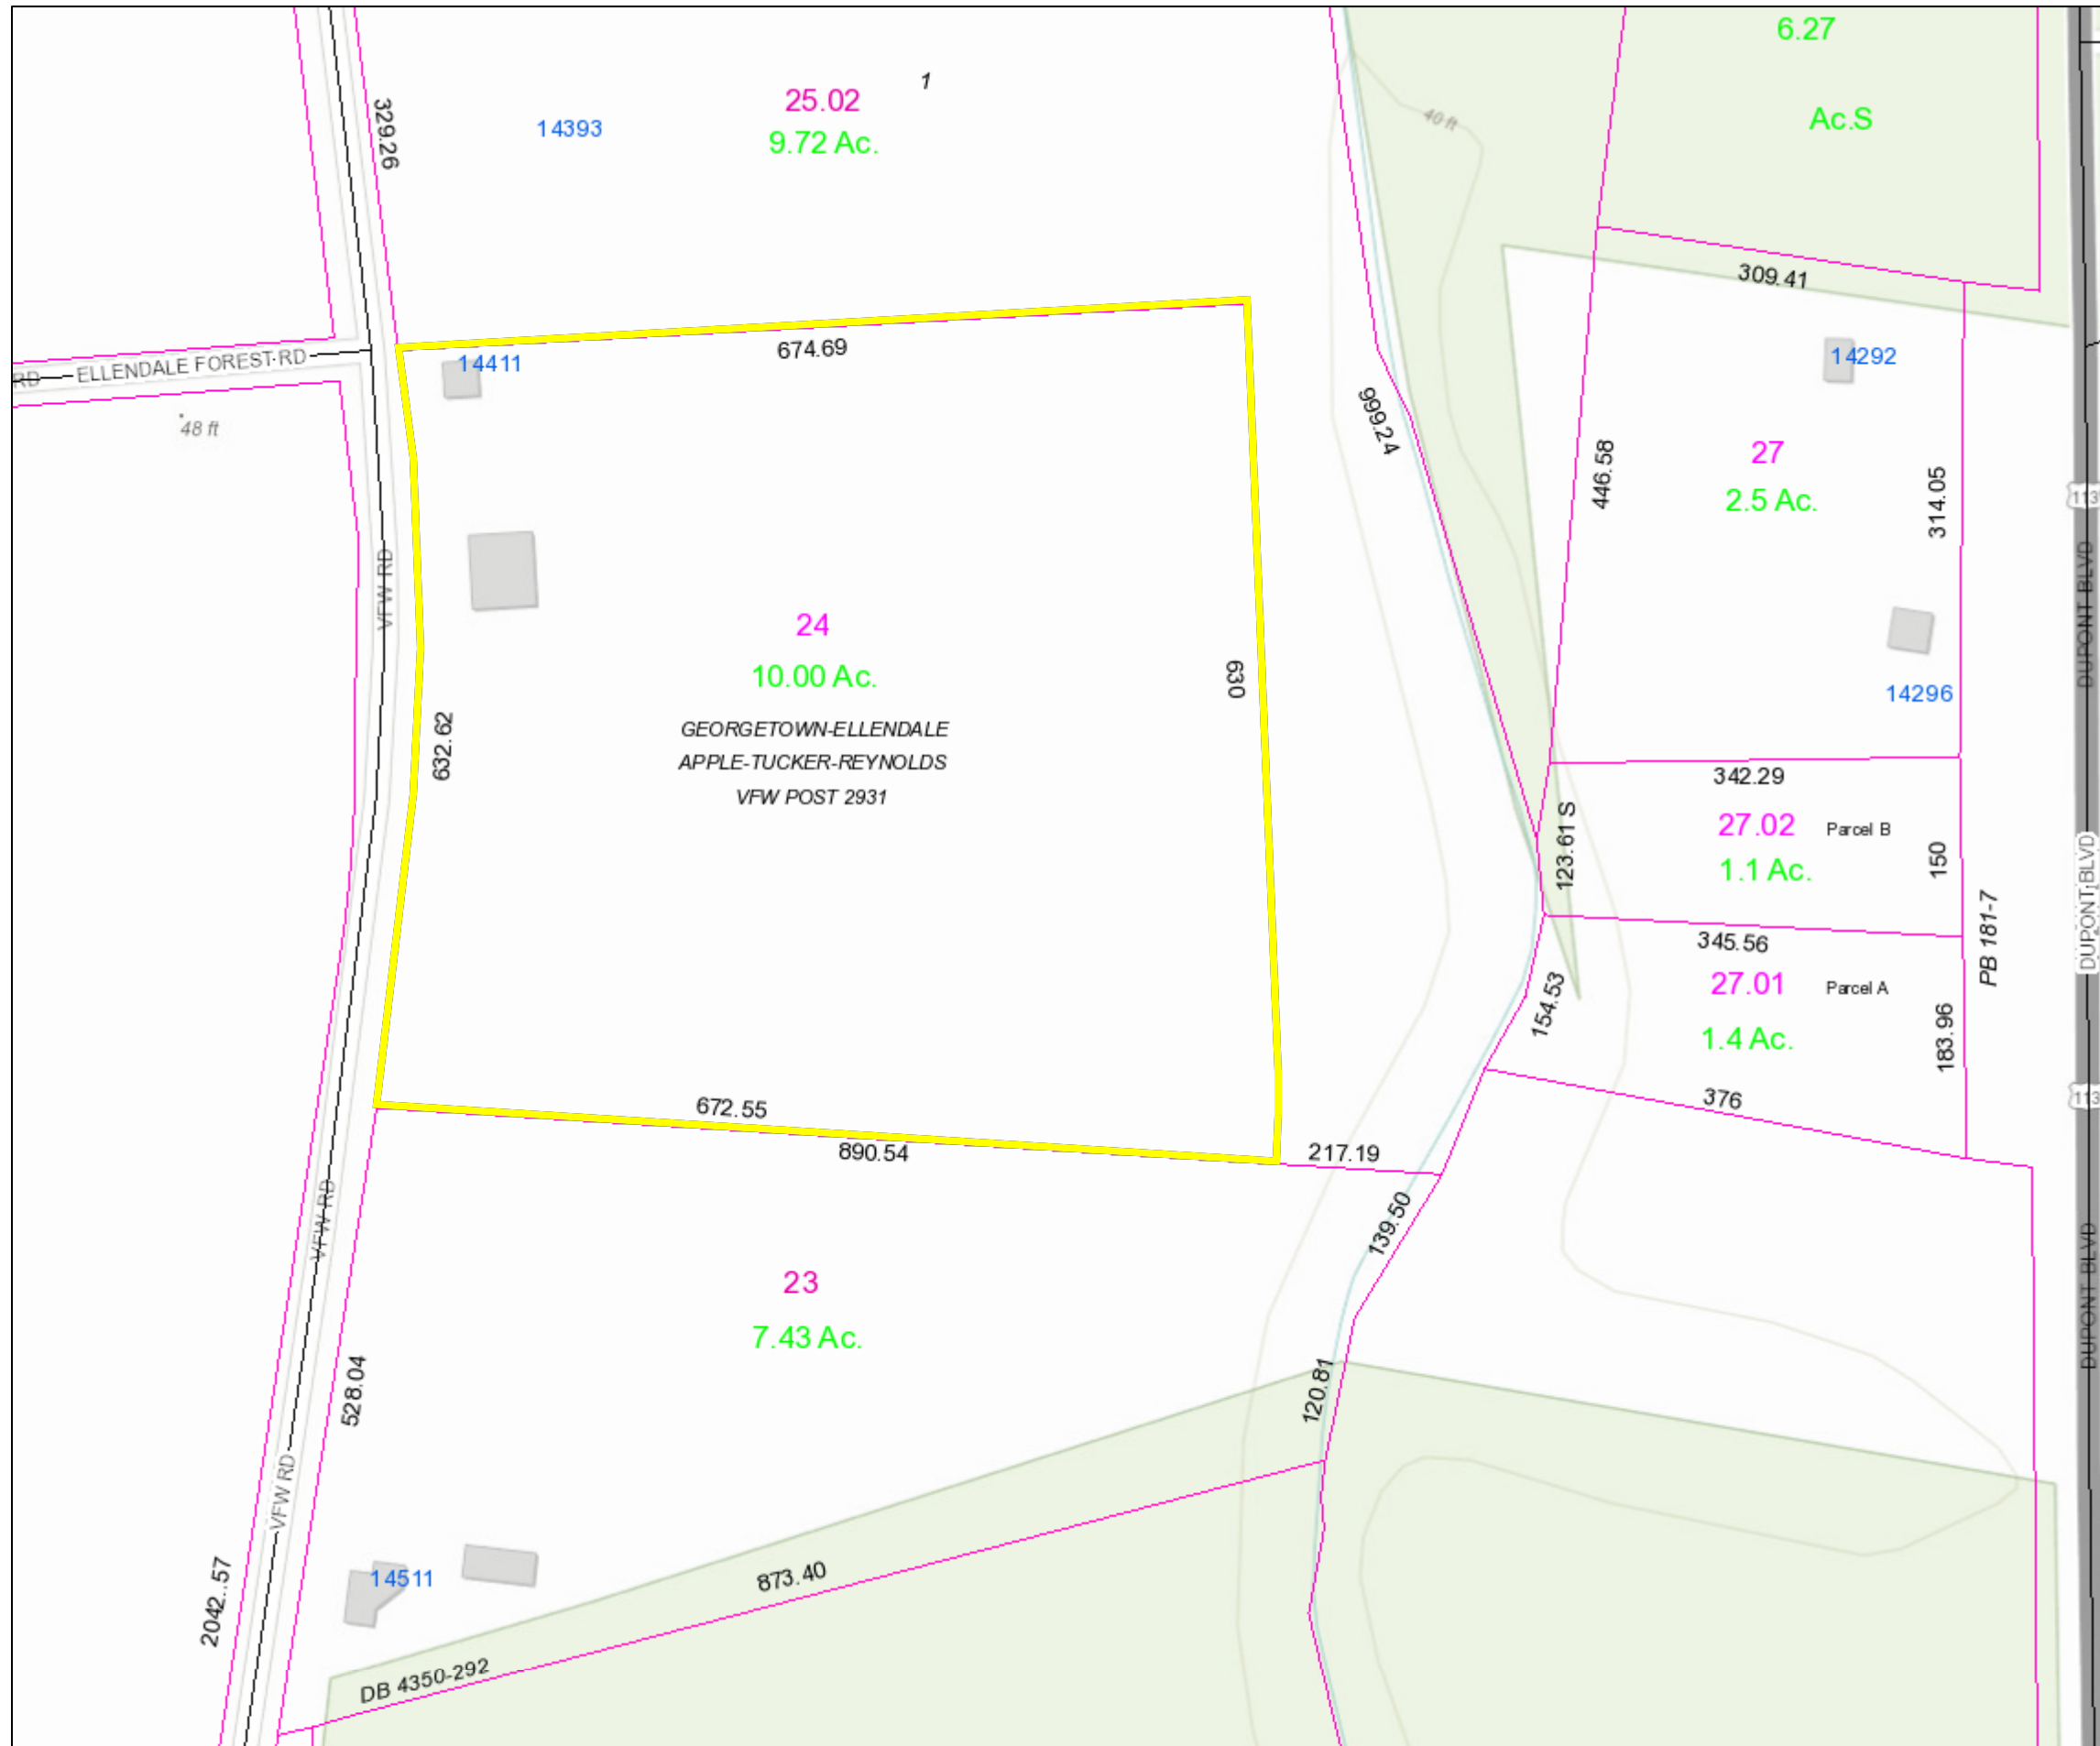 6.27
1
329.26
25.02
14393
9.72 Ac.
Ac.S
40 ft
309.41
674.69
14411
ELLENDALE FOREST RD
RD
14292
48 ft
999.24
27
446.58
2.5 Ac.
314.05
113
VFW RD
DUPONT BLVD
24
630
10.00 Ac.
14296
632.62
GEORGETOWN-ELLENDALE
APPLE-TUCKER-REYNOLDS
VFW POST 2931
342.29
27.02
Parcel B
123.61 S
150
1.1 Ac.
DUPONT BLVD
PB 181-7
345.56
27.01
Parcel A
154.53
1.4 Ac.
183.96
376
113
672.55
890.54
217.19
VFW RD
139.50
23
DUPONT BLVD
7.43 Ac.
528.04
120.81
VFW RD
14511
873.40
2042..57
DB 4350-292